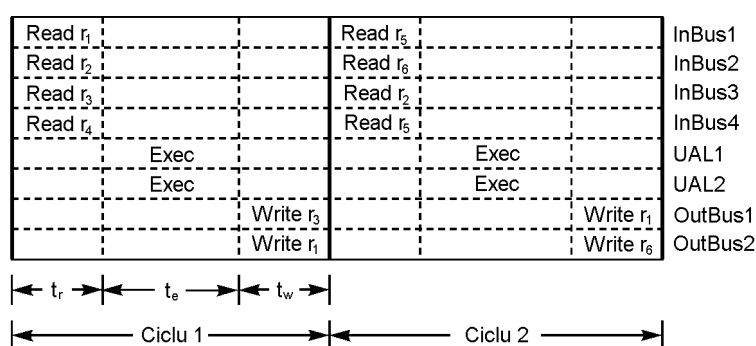 Read r₁ Read r₅ InBus1
Read r₂ Read r₆ InBus2
Read r₃ Read r₂ InBus3
Read r₄ Read r₅ InBus4
Exec Exec UAL1
Exec Exec UAL2
Write r₃ Write r₁ OutBus1
Write r₁ Write r₆ OutBus2
tᵣ tₑ t_w
Ciclu 1 Ciclu 2